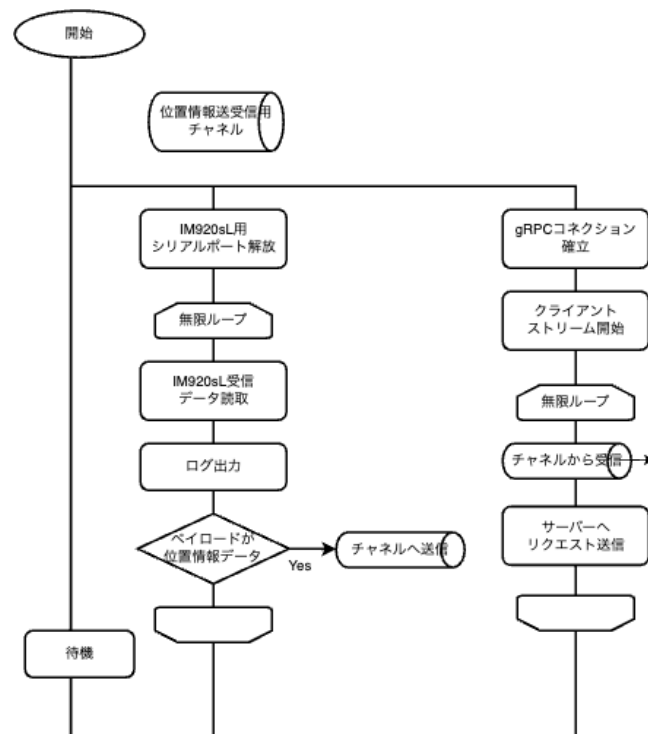 開始
位置情報送受信用
チャネル
IM920sL用
シリアルポート解放
無限ループ
IM920sL受信
データ読取
ログ出力
ペイロードが
位置情報データ
Yes
チャネルへ送信
待機
gRPCコネクション
確立
クライアント
ストリーム開始
無限ループ
チャネルから受信
サーバーへ
リクエスト送信